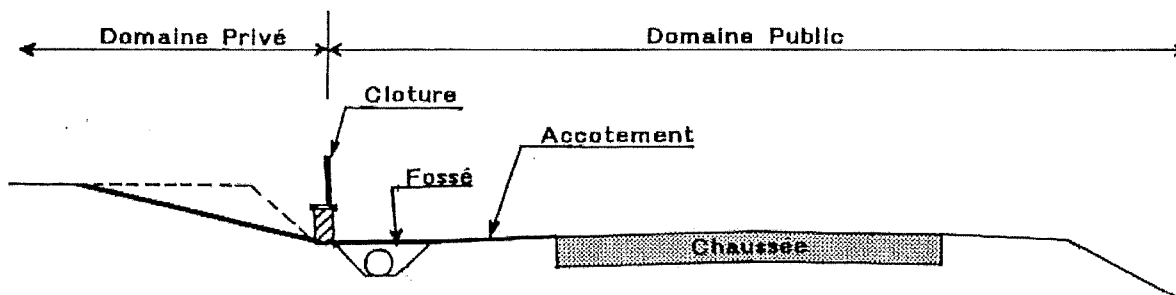 Domaine Privé
Domaine Public
Cloture
Accotement
Fossé
Chaussée